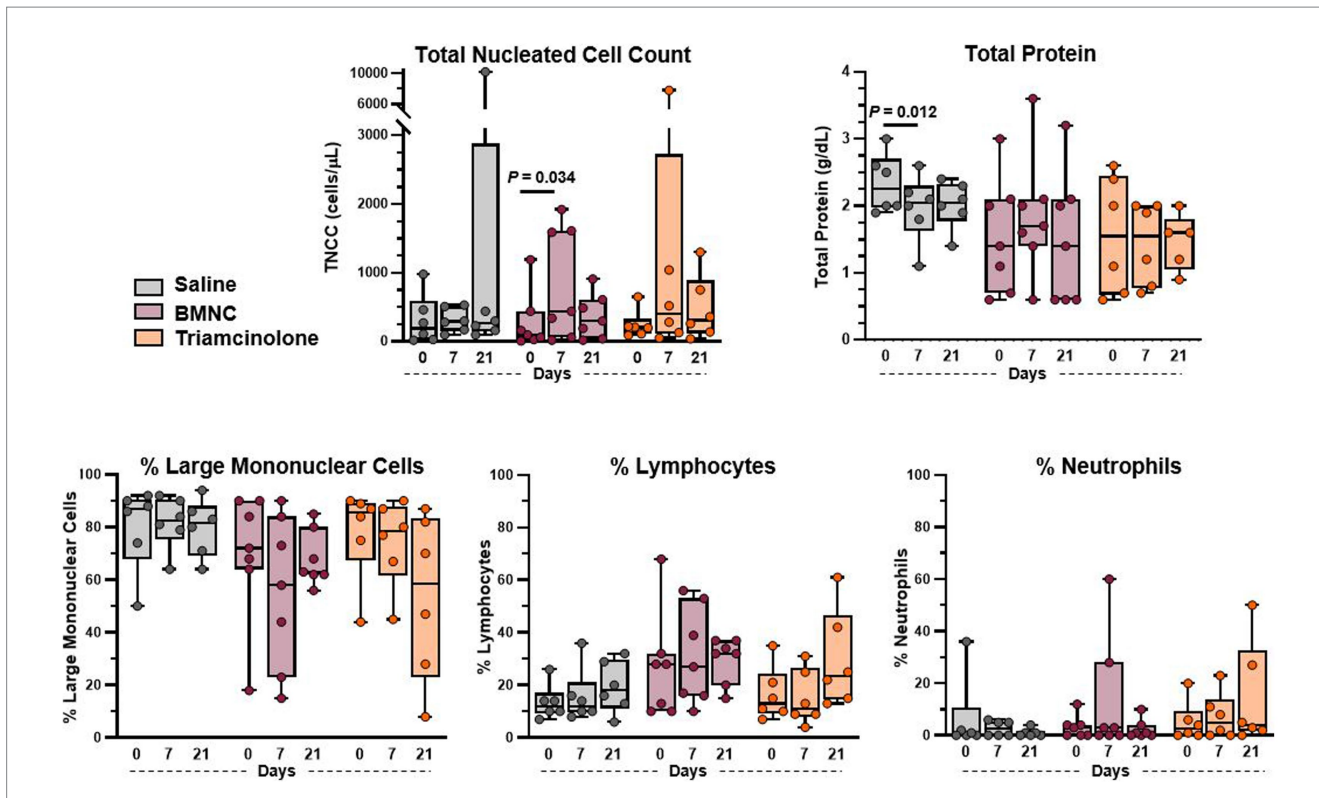 Total Nucleated Cell Count
10000
6000
3000
2000
1000
0
TNCC (cells/μL)
P = 0.034
0 7 21 0 7 21 0 7 21
Days
Total Protein
4
3
2
1
0
Total Protein (g/dL)
P = 0.012
0 7 21 0 7 21 0 7 21
Days
Saline
BMNC
Triamcinolone
% Large Mononuclear Cells
100
80
60
40
20
0
% Large Mononuclear Cells
0 7 21 0 7 21 0 7 21
Days
% Lymphocytes
100
80
60
40
20
0
% Lymphocytes
0 7 21 0 7 21 0 7 21
Days
% Neutrophils
100
80
60
40
20
0
% Neutrophils
0 7 21 0 7 21 0 7 21
Days